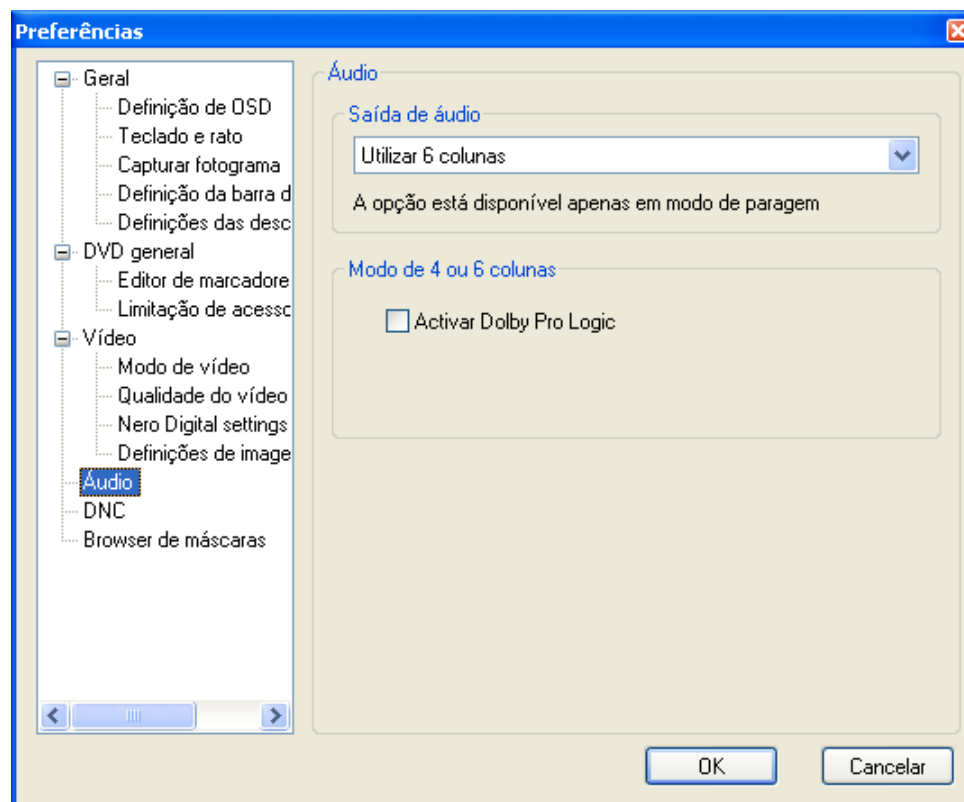 Preferências
Geral
Definição de OSD
Teclado e rato
Capturar fotograma
Definição da barra d
Definições das desc
DVD general
Editor de marcadore
Limitação de acesso
Vídeo
Modo de vídeo
Qualidade do vídeo
Nero Digital settings
Definições de image
Áudio
DNC
Browser de máscaras
Áudio
Saída de áudio
Utilizar 6 colunas
A opção está disponível apenas em modo de paragem
Modo de 4 ou 6 colunas
Activar Dolby Pro Logic
OK
Cancelar